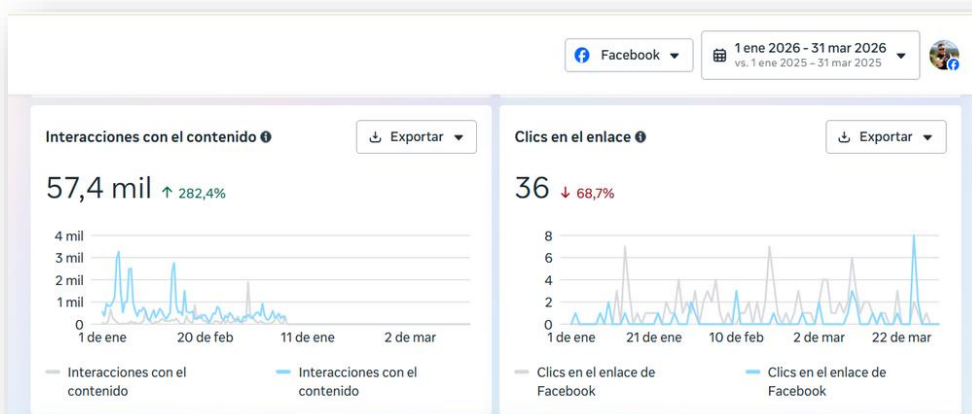 Facebook
1 ene 2026 - 31 mar 2026
vs. 1 ene 2025 - 31 mar 2025
Interacciones con el contenido
Exportar
57,4 mil ↑ 282,4%
4 mil
3 mil
2 mil
1 mil
0
1 de ene 20 de feb 11 de ene 2 de mar
Interacciones con el
contenido
Interacciones con el
contenido
Clics en el enlace
Exportar
36 ↓ 68,7%
8
6
4
2
0
1 de ene 21 de ene 10 de feb 2 de mar 22 de mar
Clics en el enlace de
Facebook
Clics en el enlace de
Facebook